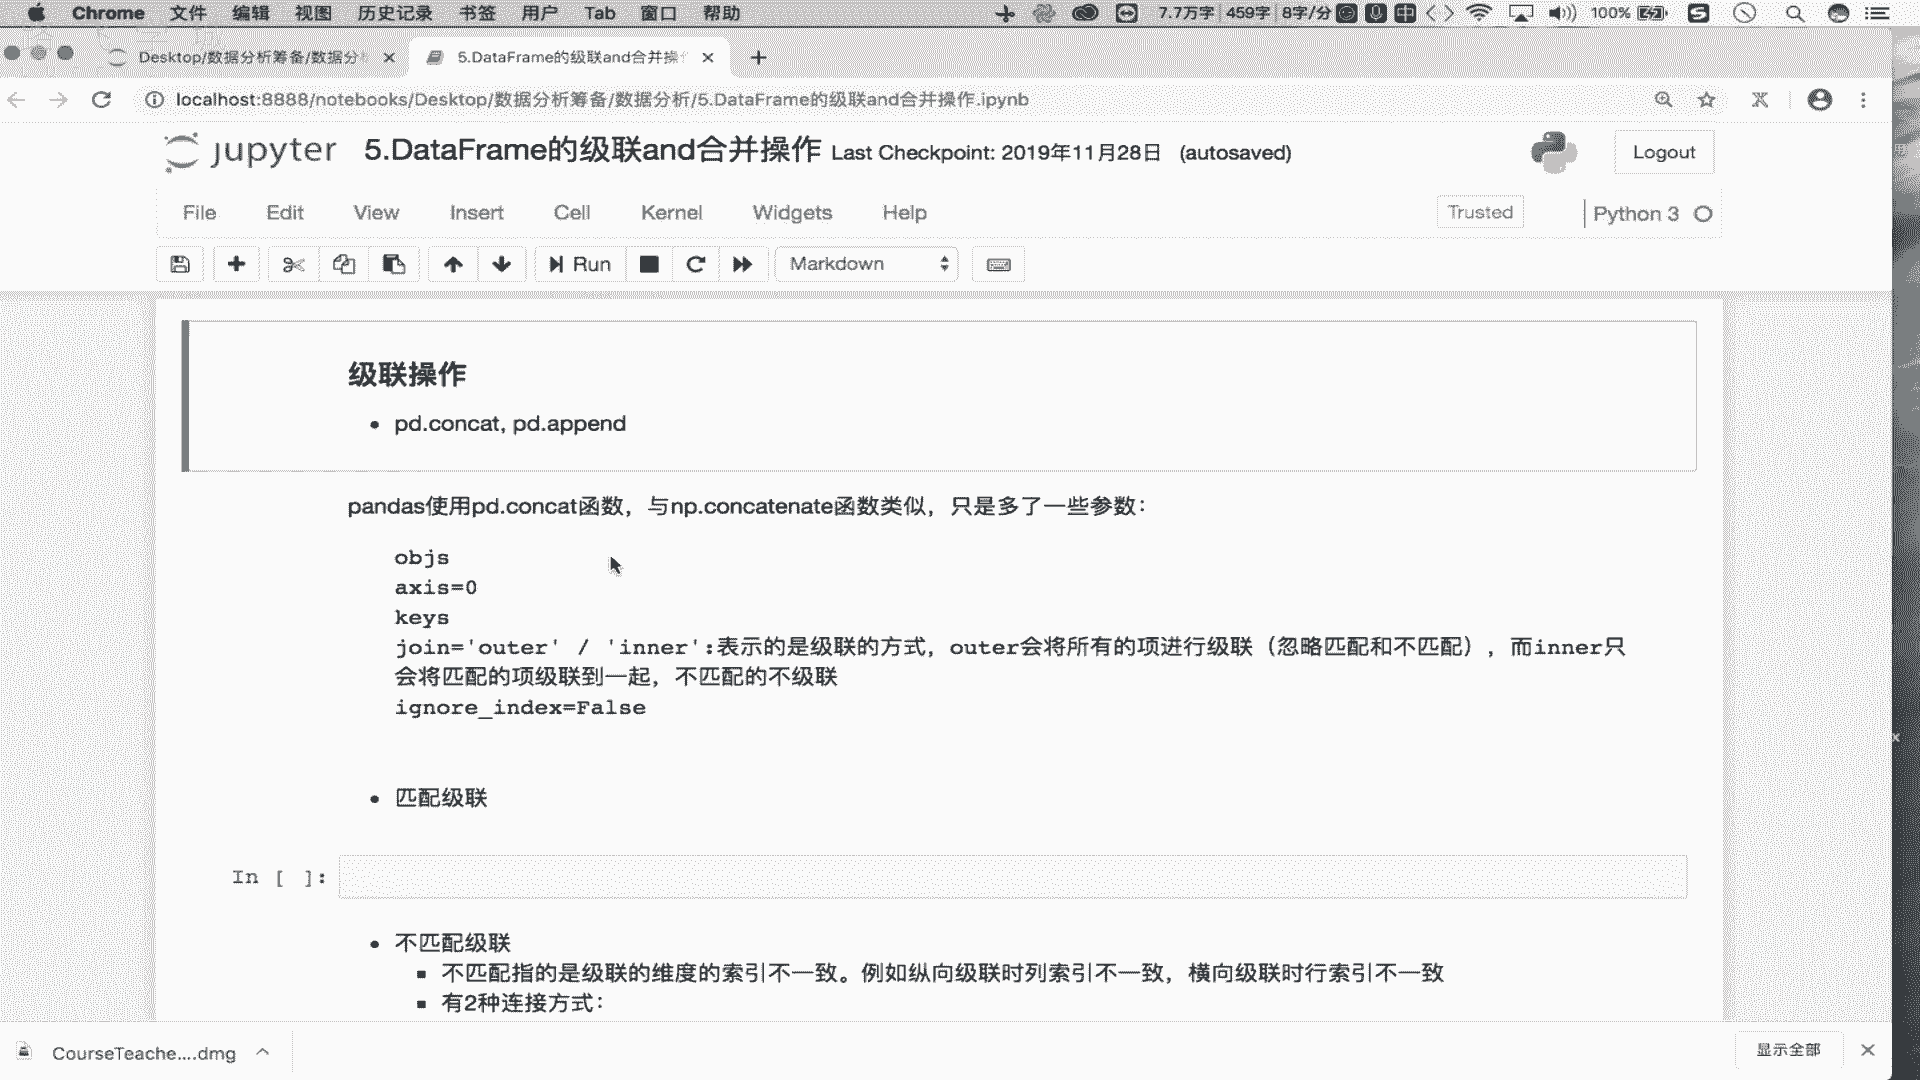 Chrome 文件 编辑 视图 历史记录 书签 用户 Tab 窗口 帮助 7.7万字 459字 8字/分 中 100%
Desktop/数据分析筹备/数据分
5.DataFrame的级联and合并操
localhost:8888/notebooks/Desktop/数据分析筹备/数据分析/5.DataFrame的级联and合并操作.ipynb
jupyter 5.DataFrame的级联and合并操作 Last Checkpoint: 2019年11月28日 (autosaved) Logout
File Edit View Insert Cell Kernel Widgets Help Trusted Python 3
Run Markdown
级联操作
pd.concat, pd.append
pandas使用pd.concat函数，与np.concatenate函数类似，只是多了一些参数：
objs
axis=0
keys
join='outer' / 'inner':表示的是级联的方式，outer会将所有的项进行级联（忽略匹配和不匹配），而inner只
会将匹配的项级联到一起，不匹配的不级联
ignore_index=False
匹配级联
In [ ]:
不匹配级联
不匹配指的是级联的维度的索引不一致。例如纵向级联时列索引不一致，横向级联时行索引不一致
有2种连接方式：
CourseTeache....dmg 显示全部